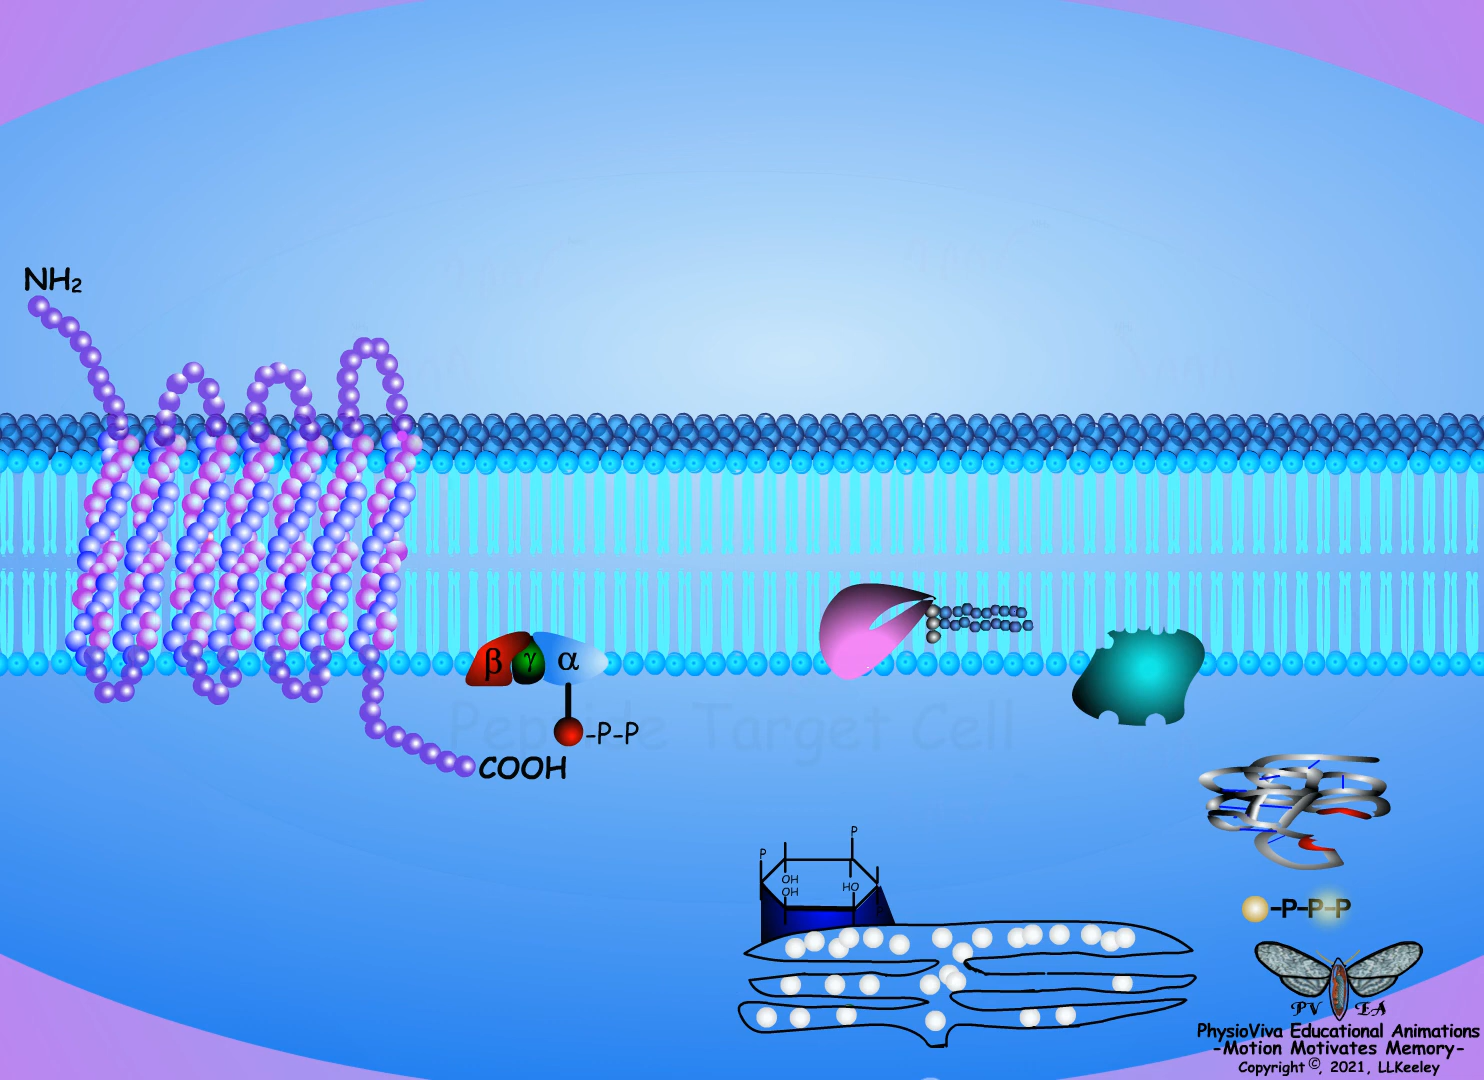 NH₂
β γ α
Peptide Target Cell
-P-P
COOH
P
P
OH
OH
HO
-P-P-P
PV EA
PhysioViva Educational Animations
-Motion Motivates Memory-
Copyright ©, 2021, LLKeeley